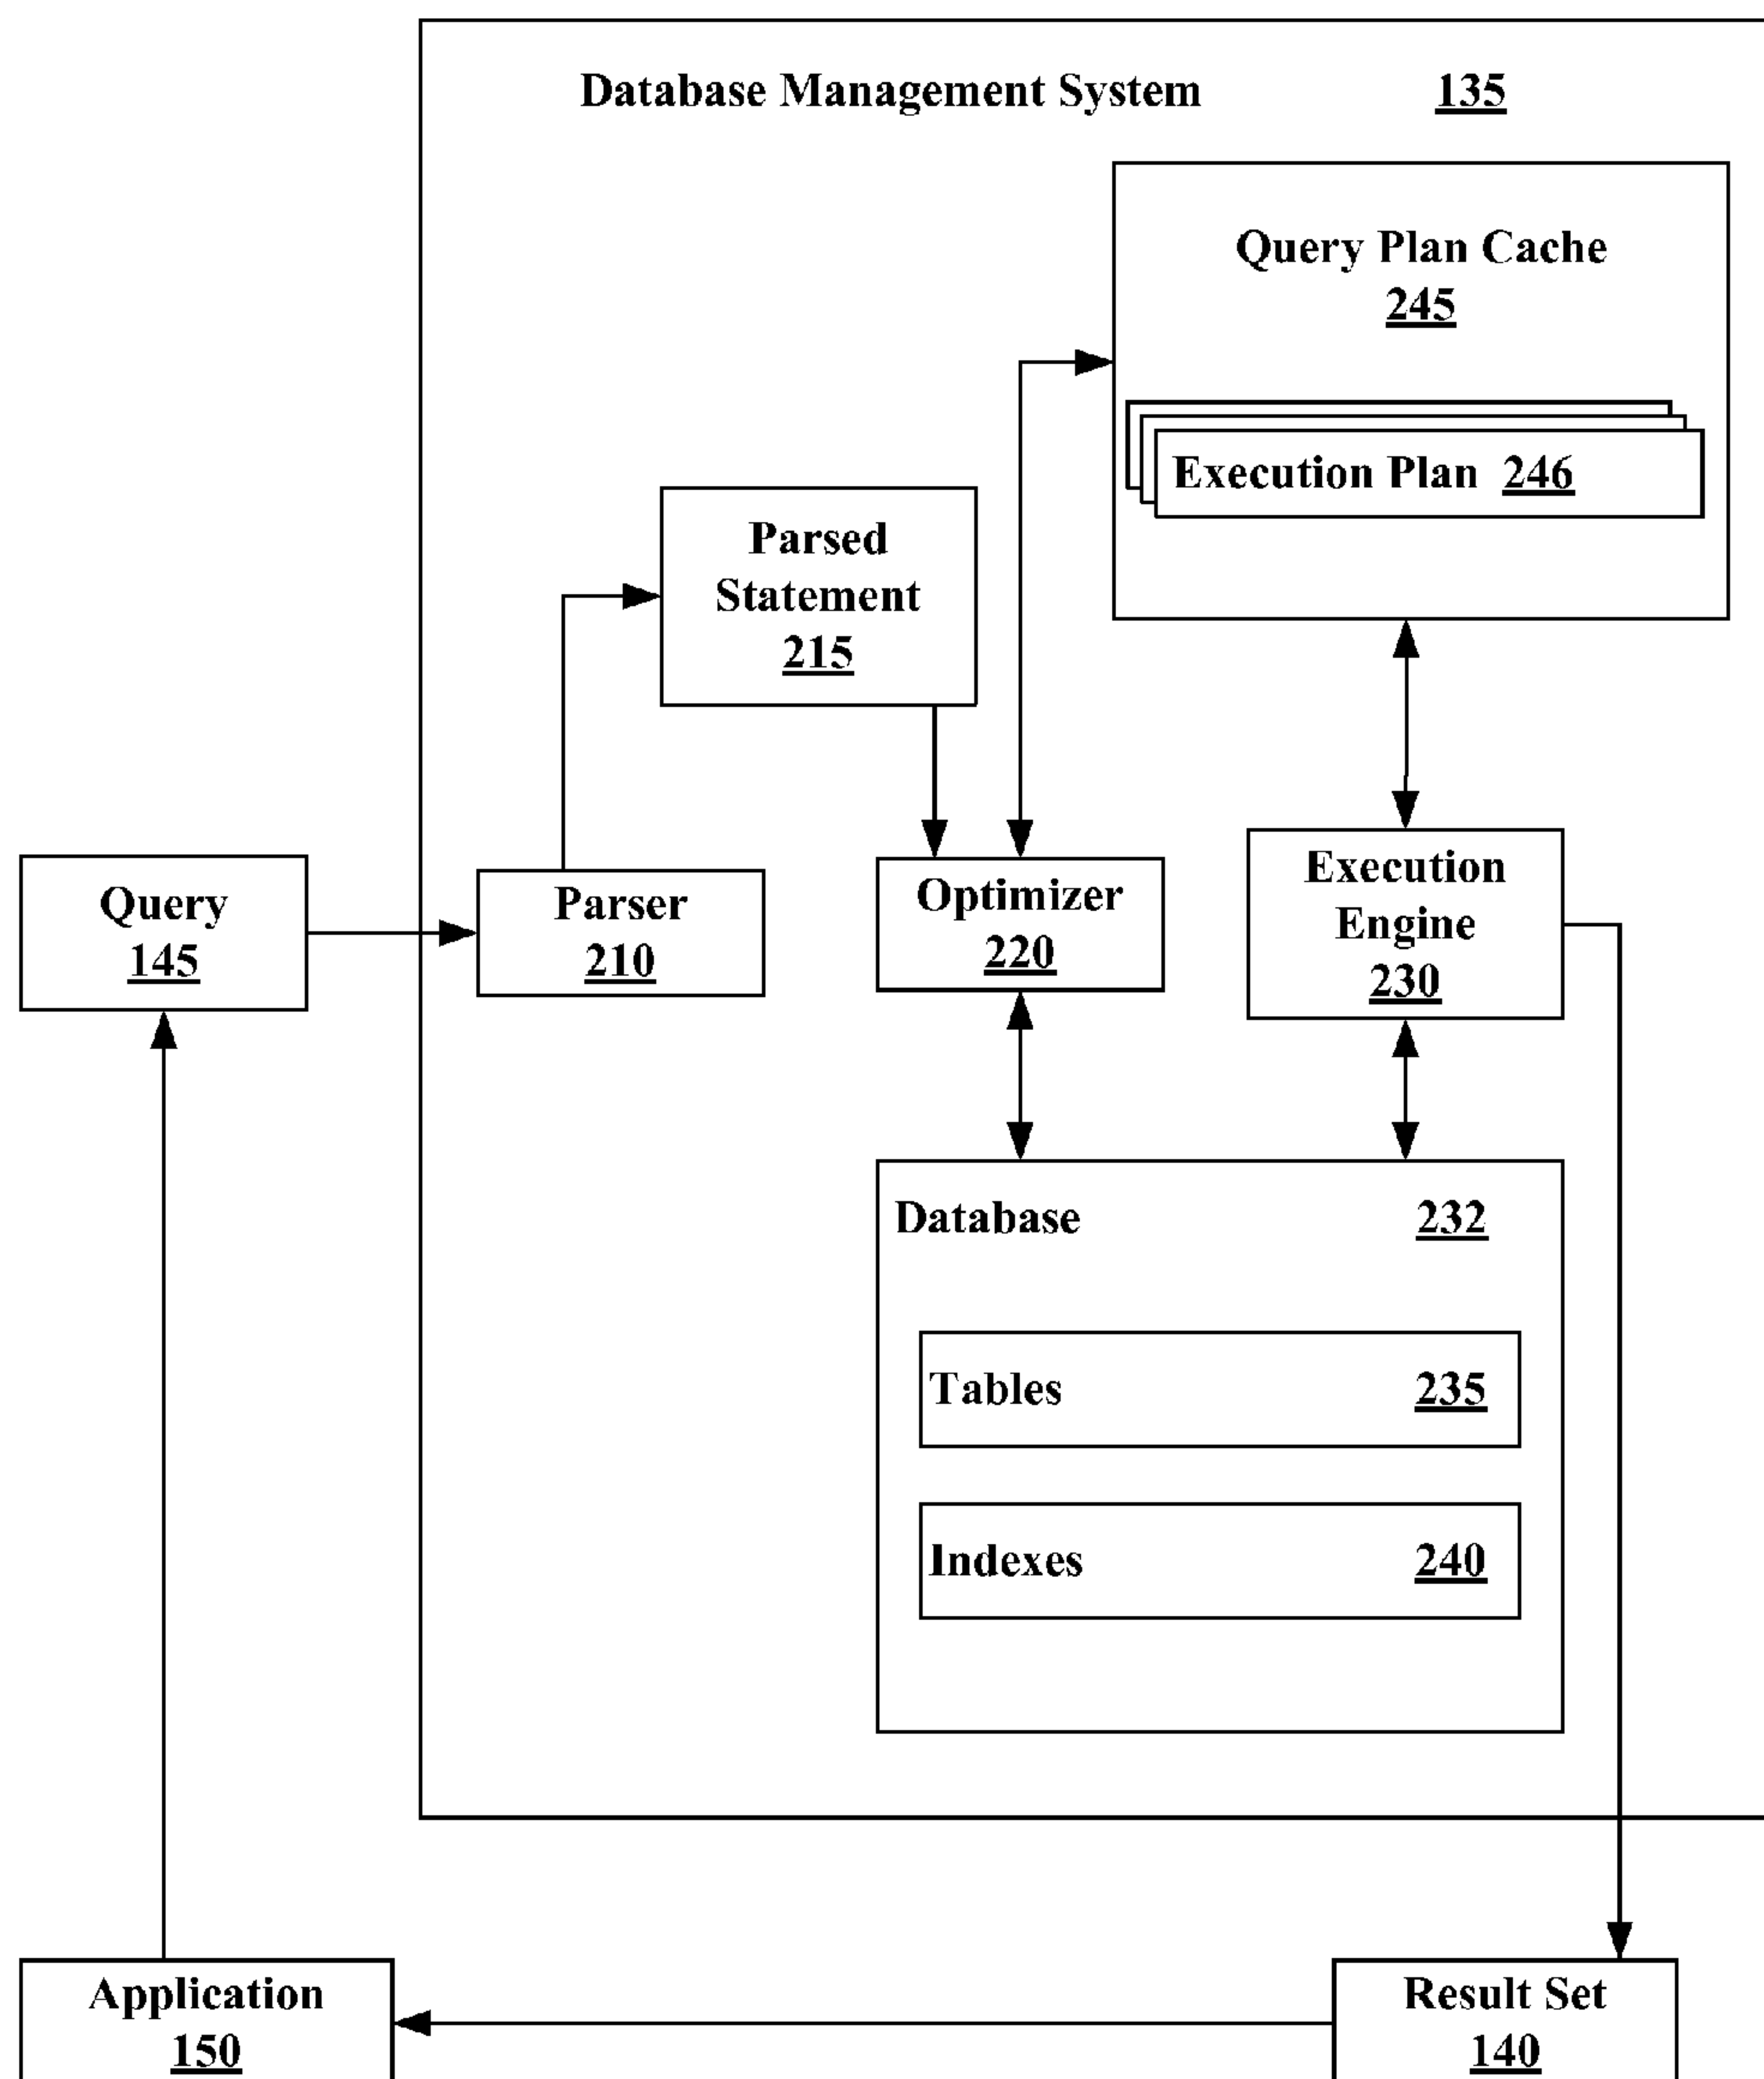 Database Management System 135
Query Plan Cache
245
Execution Plan 246
Parsed
Statement
215
Query
145
Parser
210
Optimizer
220
Execution
Engine
230
Database 232
Tables 235
Indexes 240
Application
150
Result Set
140